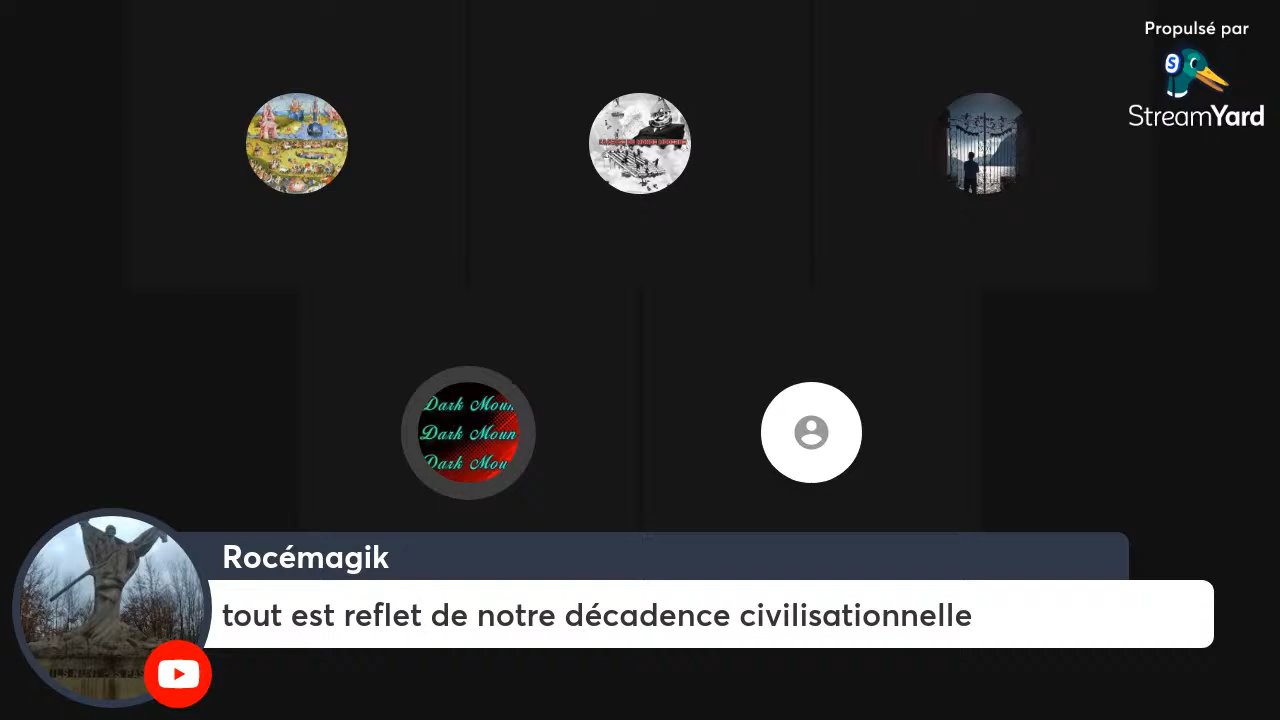 Propulsé par
StreamYard
Dark Moun
Dark Moun
Dark Mou
Rocémagik
tout est reflet de notre décadence civilisationnelle